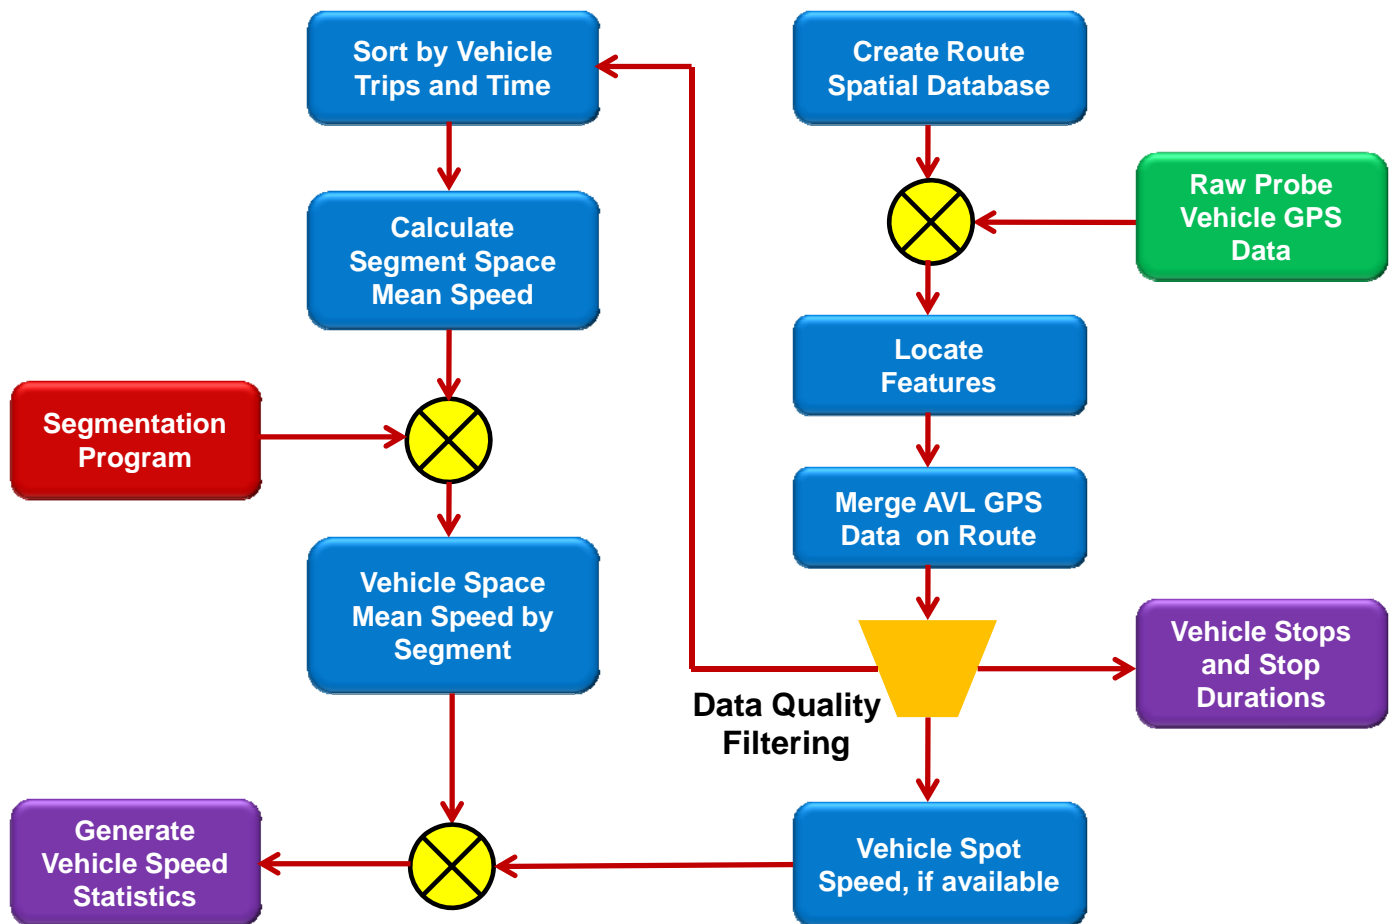 Sort by Vehicle
Trips and Time
Create Route
Spatial Database
Raw Probe
Vehicle GPS
Data
Calculate
Segment Space
Mean Speed
Locate
Features
Segmentation
Program
Merge AVL GPS
Data  on Route
Vehicle Space
Mean Speed by
Segment
Vehicle Stops
and Stop
Durations
Data Quality
Filtering
Generate
Vehicle Speed
Statistics
Vehicle Spot
Speed, if available